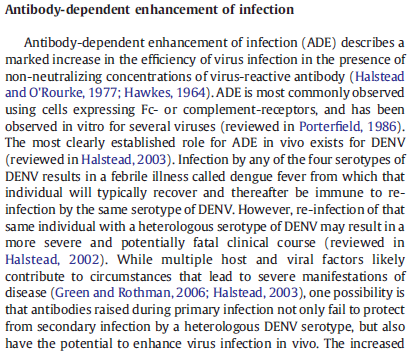 Antibody-dependent enhancement of infection
Antibody-dependent enhancement of infection (ADE) describes a
marked increase in the efficiency of virus infection in the presence of
non-neutralizing concentrations of virus-reactive antibody (Halstead
and O'Rourke, 1977; Hawkes, 1964). ADE is most commonly observed
using cells expressing Fc- or complement-receptors, and has been
observed in vitro for several viruses (reviewed in Porterfield, 1986).
The most clearly established role for ADE in vivo exists for DENV
(reviewed in Halstead, 2003). Infection by any of the four serotypes of
DENV results in a febrile illness called dengue fever from which that
individual will typically recover and thereafter be immune to re-
infection by the same serotype of DENV. However, re-infection of that
same individual with a heterologous serotype of DENV may result in a
more severe and potentially fatal clinical course (reviewed in
Halstead, 2002). While multiple host and viral factors likely
contribute to circumstances that lead to severe manifestations of
disease (Green and Rothman, 2006; Halstead, 2003), one possibility is
that antibodies raised during primary infection not only fail to protect
from secondary infection by a heterologous DENV serotype, but also
have the potential to enhance virus infection in vivo. The increased